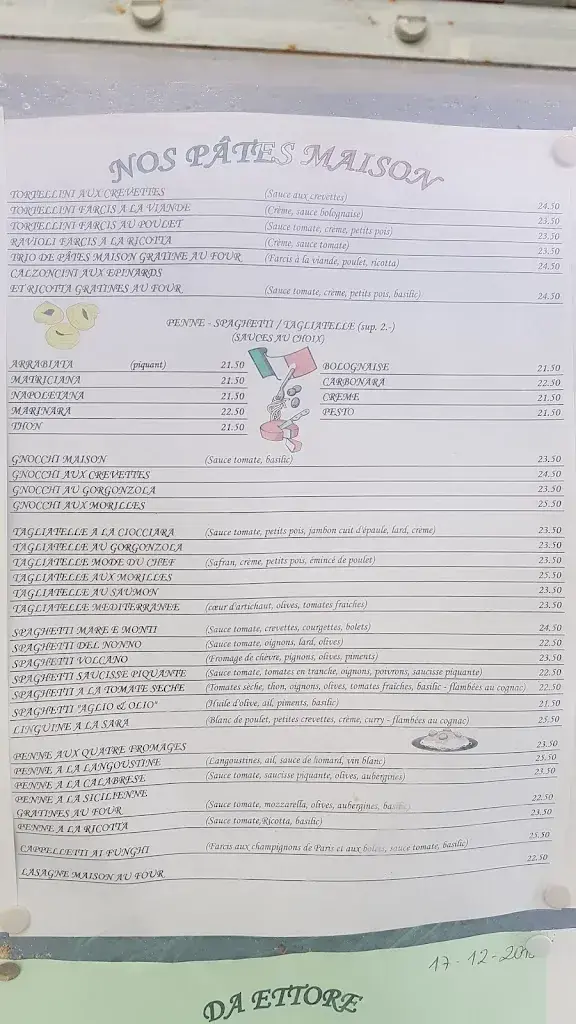 NOS PÂTES MAISON
TORTELLINI AUX CREVETTES (Sauce aux crevettes) 24.50
TORTELLINI FARCIS A LA VIANDE (Crème, sauce bolognaise) 23.50
TORTELLINI FARCIS AU POULET (Sauce tomate, crème, petits pois) 23.50
RAVIOLI FARCIS A LA RICOTTA (Crème, sauce tomate) 23.50
TRIO DE PÂTES MAISON GRATINE AU FOUR (Farcis à la viande, poulet, ricotta) 24.50
CALZONCINI AUX EPINARDS
ET RICOTTA GRATINES AU FOUR (Sauce tomate, crème, petits pois, basilic) 24.50
PENNE - SPAGHETTI / TAGLIATELLE (sup. 2.-)
(SAUCES AU CHOIX)
ARRABIATA (piquant) 21.50 BOLOGNAISE 21.50
MATRICIANA 21.50 CARBONARA 22.50
NAPOLETANA 21.50 CREME 21.50
MARINARA 22.50 PESTO 21.50
THON 21.50
GNOCCHI MAISON (Sauce tomate, basilic) 23.50
GNOCCHI AUX CREVETTES 24.50
GNOCCHI AU GORGONZOLA 23.50
GNOCCHI AUX MORILLES 25.50
TAGLIATELLE A LA CIOCCIARA (Sauce tomate, petits pois, jambon cuit d'épaule, lard, crème) 23.50
TAGLIATELLE AU GORGONZOLA 23.50
TAGLIATELLE MODE DU CHEF (Safran, crème, petits pois, émincé de poulet) 23.50
TAGLIATELLE AUX MORILLES 25.50
TAGLIATELLE AU SAUMON 23.50
TAGLIATELLE MEDITERRANEE (cœur d'artichaut, olives, tomates fraiches) 23.50
SPAGHETTI MARE E MONTI (Sauce tomate, crevettes, courgettes, bolets) 24.50
SPAGHETTI DEL NONNO (Sauce tomate, oignons, lard, olives) 22.50
SPAGHETTI VOLCANO (Fromage de chèvre, pignons, olives, piments) 23.50
SPAGHETTI SAUCISSE PIQUANTE (Sauce tomate, tomates en tranche, oignons, poivrons, saucisse piquante) 22.50
SPAGHETTI A LA TOMATE SECHE (Tomates sèche, thon, oignons, olives, tomates fraiches, basilic - flambées au cognac) 22.50
SPAGHETTI "AGLIO & OLIO" (Huile d'olive, ail, piments, basilic) 21.50
LINGUINE A LA SARA (Blanc de poulet, petites crevettes, crème, curry - flambées au cognac) 25.50
PENNE AUX QUATRE FROMAGES 23.50
PENNE A LA LANGOUSTINE (Langoustines, ail, sauce de homard, vin blanc) 25.50
PENNE A LA CALABRESE (Sauce tomate, saucisse piquante, olives, aubergines) 23.50
PENNE A LA SICILIENNE
GRATINES AU FOUR (Sauce tomate, mozzarella, olives, aubergines, basilic) 22.50
PENNE A LA RICOTTA (Sauce tomate,Ricotta, basilic) 23.50
CAPPELLETTI AI FUNGHI (Farcis aux champignons de Paris et aux bolets, sauce tomate, basilic) 25.50
LASAGNE MAISON AU FOUR 22.50
17-12-
DA ETTORE